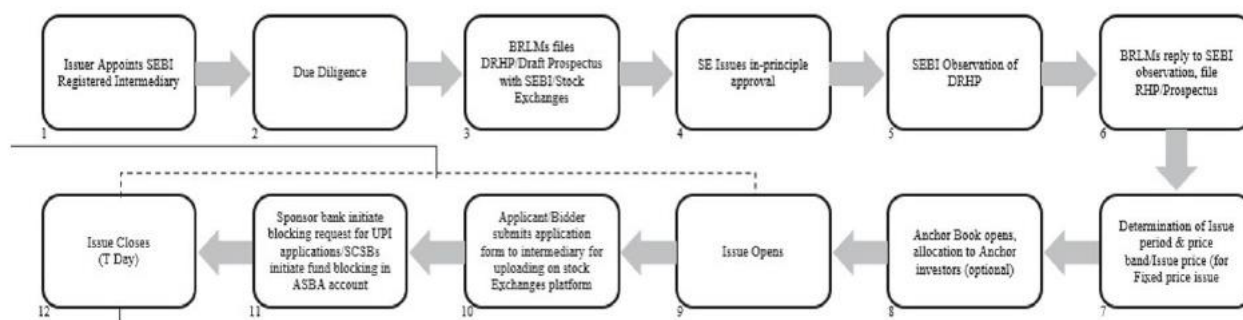 Issuer Appoints SEBI
Registered Intermediary
1
Due Diligence
2
BRLMs files
DRHP/Draft Prospectus
with SEBI/Stock
Exchanges
3
SE Issues in-principle
approval
4
SEBI Observation of
DRHP
5
BRLMs reply to SEBI
observation, file
RHP/Prospectus
6
Determination of Issue
period & price
band/Issue price (for
Fixed price issue
7
Anchor Book opens,
allocation to Anchor
investors (optional)
8
Issue Opens
9
Applicant/Bidder
submits application
form to intermediary for
uploading on stock
Exchanges platform
10
Sponsor bank initiate
blocking request for UPI
applications/SCSBs
initiate fund blocking in
ASBA account
11
Issue Closes
(T Day)
12